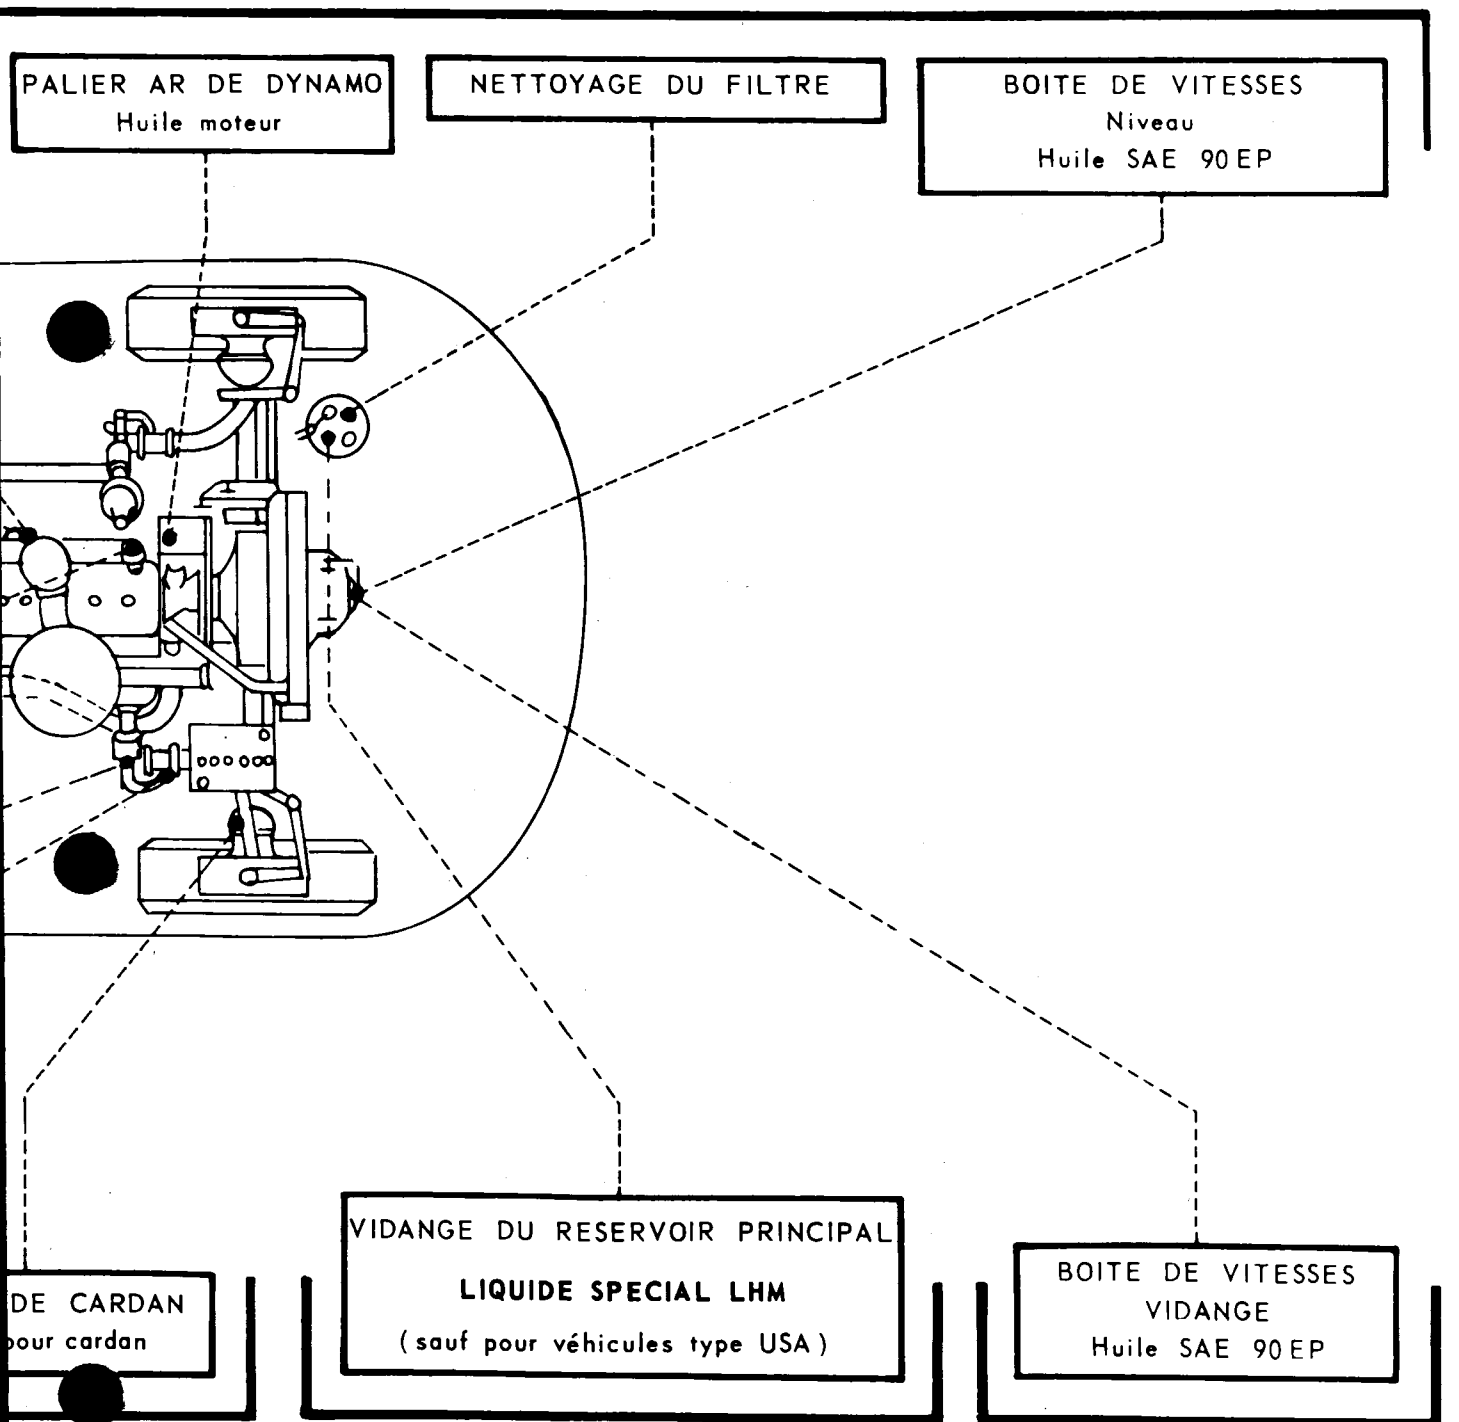 PALIER AR DE DYNAMO
Huile moteur
NETTOYAGE DU FILTRE
BOITE DE VITESSES
Niveau
Huile SAE 90 EP
DE CARDAN
pour cardan
VIDANGE DU RESERVOIR PRINCIPAL
LIQUIDE SPECIAL LHM
(sauf pour véhicules type USA)
BOITE DE VITESSES
VIDANGE
Huile SAE 90 EP